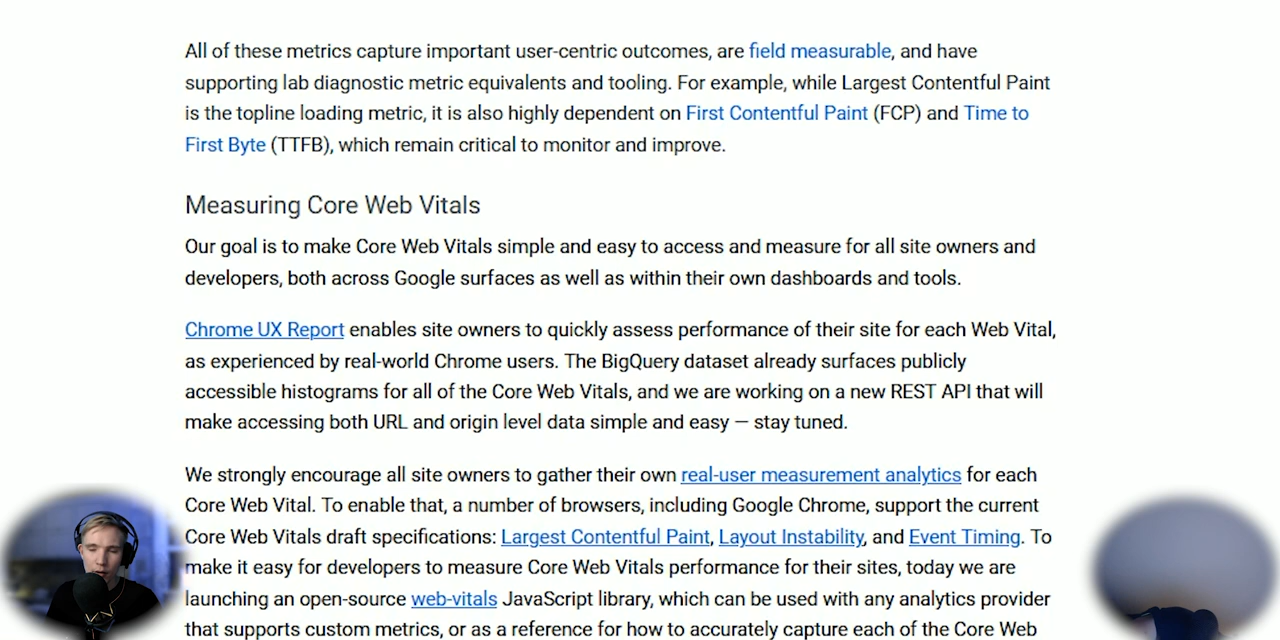 All of these metrics capture important user-centric outcomes, are field measurable, and have
supporting lab diagnostic metric equivalents and tooling. For example, while Largest Contentful Paint
is the topline loading metric, it is also highly dependent on First Contentful Paint (FCP) and Time to
First Byte (TTFB), which remain critical to monitor and improve.
Measuring Core Web Vitals
Our goal is to make Core Web Vitals simple and easy to access and measure for all site owners and
developers, both across Google surfaces as well as within their own dashboards and tools.
Chrome UX Report enables site owners to quickly assess performance of their site for each Web Vital,
as experienced by real-world Chrome users. The BigQuery dataset already surfaces publicly
accessible histograms for all of the Core Web Vitals, and we are working on a new REST API that will
make accessing both URL and origin level data simple and easy — stay tuned.
We strongly encourage all site owners to gather their own real-user measurement analytics for each
Core Web Vital. To enable that, a number of browsers, including Google Chrome, support the current
Core Web Vitals draft specifications: Largest Contentful Paint, Layout Instability, and Event Timing. To
make it easy for developers to measure Core Web Vitals performance for their sites, today we are
launching an open-source web-vitals JavaScript library, which can be used with any analytics provider
that supports custom metrics, or as a reference for how to accurately capture each of the Core Web